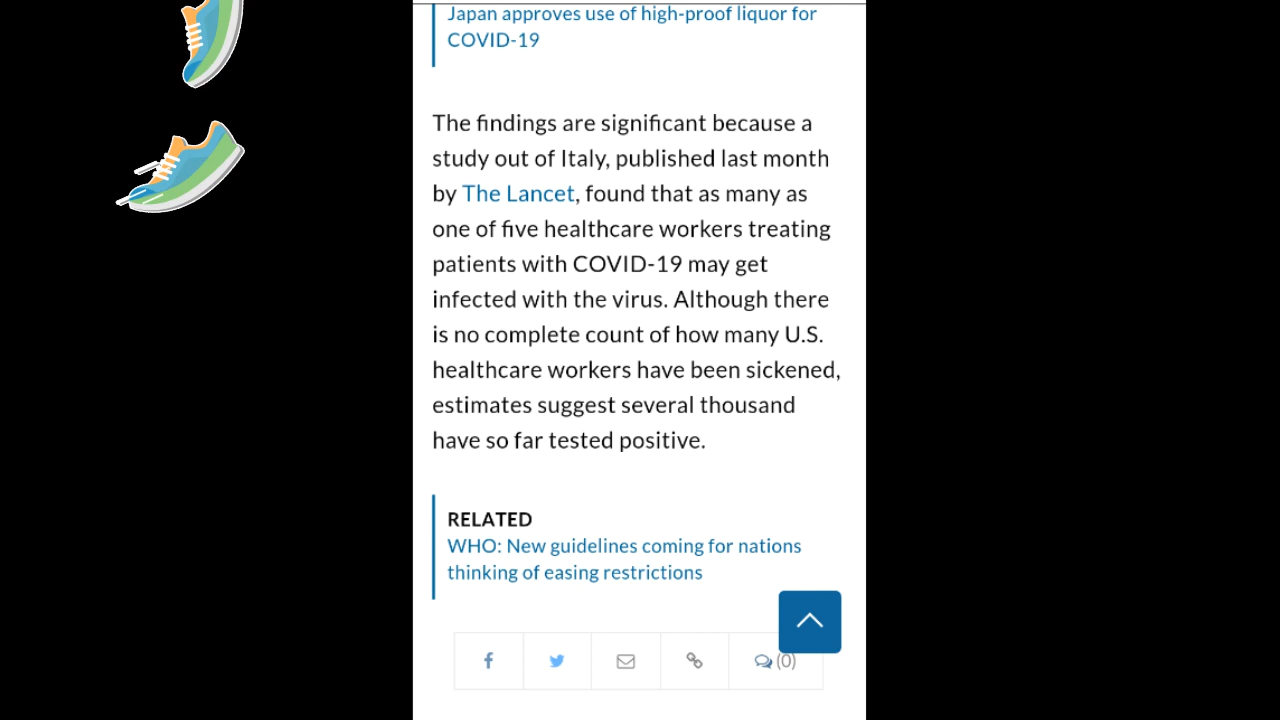 Japan approves use of high-proof liquor for
COVID-19
The findings are significant because a
study out of Italy, published last month
by The Lancet, found that as many as
one of five healthcare workers treating
patients with COVID-19 may get
infected with the virus. Although there
is no complete count of how many U.S.
healthcare workers have been sickened,
estimates suggest several thousand
have so far tested positive.
RELATED
WHO: New guidelines coming for nations
thinking of easing restrictions
(0)